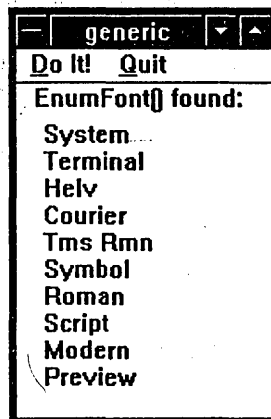 generic
Do It! Quit
EnumFont() found:
System
Terminal
Helv
Courier
Tms Rmn
Symbol
Roman
Script
Modern
Preview